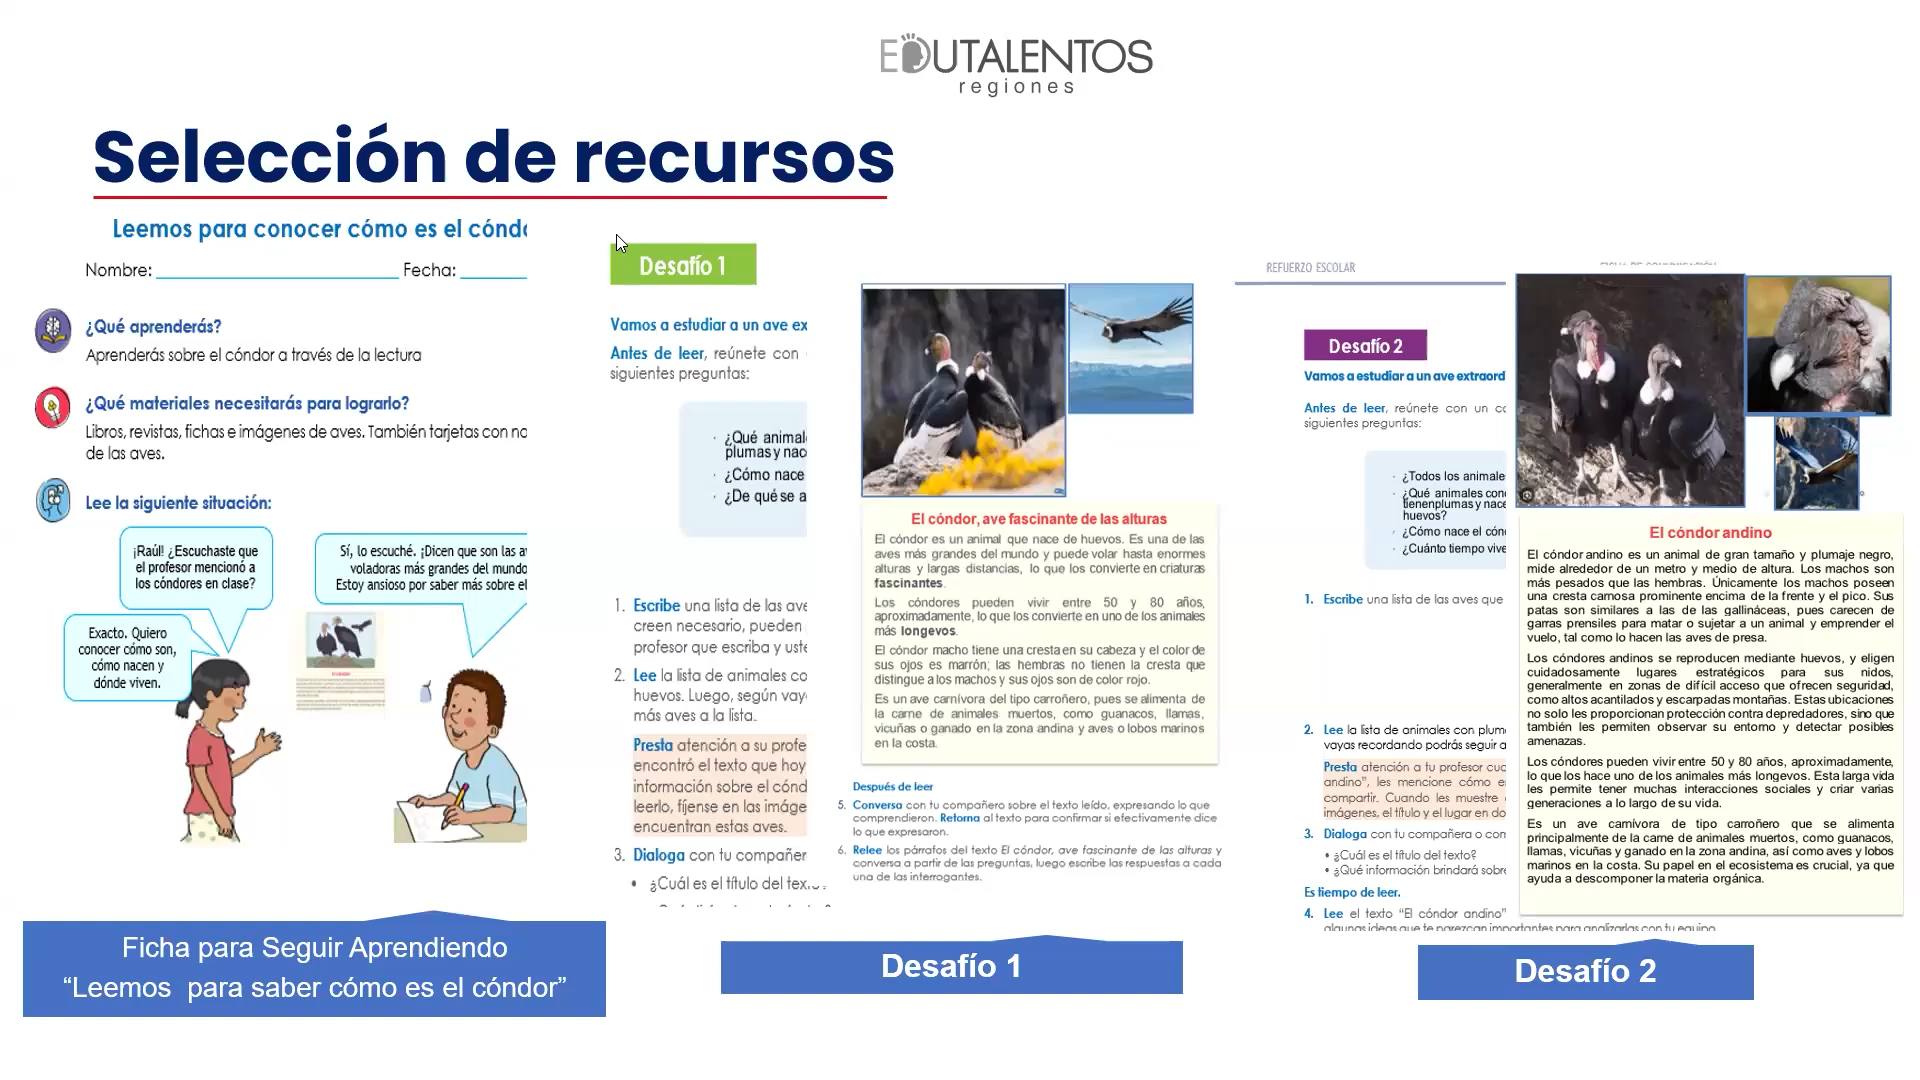 EDUTALENTOS
regiones
Selección de recursos
Leemos para conocer cómo es el cónd
Nombre: Fecha:
¿Qué aprenderás?
Aprenderás sobre el cóndor a través de la lectura
¿Qué materiales necesitarás para lograrlo?
Libros, revistas, fichas e imágenes de aves. También tarjetas con no
de las aves.
Lee la siguiente situación:
¡Raúl! ¿Escuchaste que
el profesor mencionó a
los cóndores en clase?
Sí, lo escuché. ¡Dicen que son las a
voladoras más grandes del mundo
Estoy ansioso por saber más sobre el
Exacto. Quiero
conocer cómo son,
cómo nacen y
dónde viven.
Ficha para Seguir Aprendiendo
“Leemos para saber cómo es el cóndor”
Desafío 1
Vamos a estudiar a un ave ex
Antes de leer, reúnete con
siguientes preguntas:
· ¿Qué animal
plumas y nac
· ¿Cómo nace
· ¿De qué se a
1. Escribe una lista de las ave
creen necesario, pueden
profesor que escriba y uste
2. Lee la lista de animales co
huevos. Luego, según vay
más aves a la lista.
Presta atención a su profe
encontró el texto que hoy
información sobre el cónd
leerlo, fíjense en las imáge
encuentran estas aves.
3. Dialoga con tu compañer
• ¿Cuál es el título del tex
El cóndor, ave fascinante de las alturas
El cóndor es un animal que nace de huevos. Es una de las
aves más grandes del mundo y puede volar hasta enormes
alturas y largas distancias, lo que los convierte en criaturas
fascinantes.
Los cóndores pueden vivir entre 50 y 80 años,
aproximadamente, lo que los convierte en uno de los animales
más longevos.
El cóndor macho tiene una cresta en su cabeza y el color de
sus ojos es marrón; las hembras no tienen la cresta que
distingue a los machos y sus ojos son de color rojo.
Es un ave carnívora del tipo carroñero, pues se alimenta de
la carne de animales muertos, como guanacos, llamas,
vicuñas o ganado en la zona andina y aves o lobos marinos
en la costa.
Después de leer
5. Conversa con tu compañero sobre el texto leído, expresando lo que
comprendieron. Retorna al texto para confirmar si efectivamente dice
lo que expresaron.
6. Relee los párrafos del texto El cóndor, ave fascinante de las alturas y
conversa a partir de las preguntas, luego escribe las respuestas a cada
una de las interrogantes.
Desafío 1
REFUERZO ESCOLAR
Desafío 2
Vamos a estudiar a un ave extraord
Antes de leer, reúnete con un co
siguientes preguntas:
· ¿Todos los animale
· ¿Qué animales cono
tienenplumas y nace
huevos?
· ¿Cómo nace el cón
· ¿Cuánto tiempo vive
1. Escribe una lista de las aves que
2. Lee la lista de animales con plum
vayas recordando podrás seguir a
Presta atención a tu profesor cua
andino”, les mencione cómo e
compartir. Cuando les muestre
imágenes, el título y el lugar en do
3. Dialoga con tu compañera o com
• ¿Cuál es el título del texto?
• ¿Qué información brindará sobre
Es tiempo de leer.
4. Lee el texto “El cóndor andino”
algunas ideas que te parezcan importantes para analizarlas con tu equipo
El cóndor andino
El cóndor andino es un animal de gran tamaño y plumaje negro,
mide alrededor de un metro y medio de altura. Los machos son
más pesados que las hembras. Únicamente los machos poseen
una cresta carnosa prominente encima de la frente y el pico. Sus
patas son similares a las de las gallináceas, pues carecen de
garras prensiles para matar o sujetar a un animal y emprender el
vuelo, tal como lo hacen las aves de presa.
Los cóndores andinos se reproducen mediante huevos, y eligen
cuidadosamente lugares estratégicos para sus nidos,
generalmente en zonas de difícil acceso que ofrecen seguridad,
como altos acantilados y escarpadas montañas. Estas ubicaciones
no solo les proporcionan protección contra depredadores, sino que
también les permiten observar su entorno y detectar posibles
amenazas.
Los cóndores pueden vivir entre 50 y 80 años, aproximadamente,
lo que los hace uno de los animales más longevos. Esta larga vida
les permite tener muchas interacciones sociales y criar varias
generaciones a lo largo de su vida.
Es un ave carnívora de tipo carroñero que se alimenta
principalmente de la carne de animales muertos, como guanacos,
llamas, vicuñas y ganado en la zona andina, así como aves y lobos
marinos en la costa. Su papel en el ecosistema es crucial, ya que
ayuda a descomponer la materia orgánica.
Desafío 2